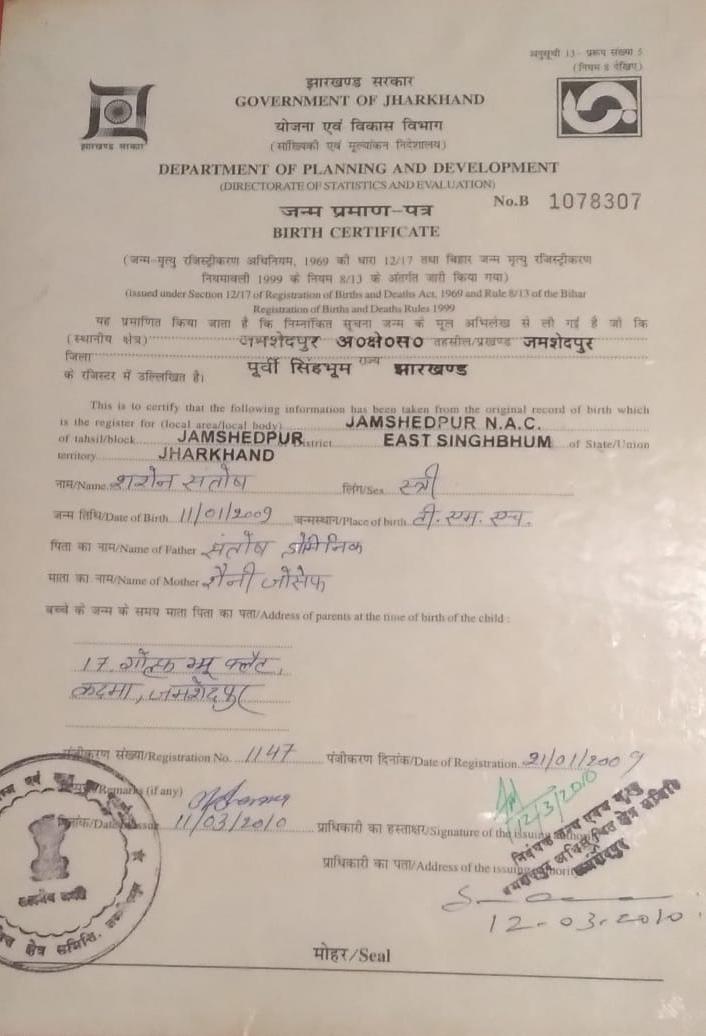 अनुसूची 13- प्ररूप संख्या 5
(नियम 8 देखिए)
झारखण्ड सरकार
GOVERNMENT OF JHARKHAND
योजना एवं विकास विभाग
(सांख्यिकी एवं मूल्यांकन निदेशालय)
झारखण्ड सरकार
DEPARTMENT OF PLANNING AND DEVELOPMENT
(DIRECTORATE OF STATISTICS AND EVALUATION)
No.B 1078307
जन्म प्रमाण-पत्र
BIRTH CERTIFICATE
(जन्म-मृत्यु रजिस्ट्रीकरण अधिनियम, 1969 की धारा 12/17 तथा बिहार जन्म मृत्यु रजिस्ट्रीकरण
नियमावली 1999 के नियम 8/13 के अंतर्गत जारी किया गया)
(Issued under Section 12/17 of Registration of Births and Deaths Act, 1969 and Rule 8/13 of the Bihar
Registration of Births and Deaths Rules 1999
यह प्रमाणित किया जाता है कि निम्नांकित सूचना जन्म के मूल अभिलेख से ली गई है जो कि
(स्थानीय क्षेत्र) जमशेदपुर अ०क्षे०स० तहसील/प्रखण्ड जमशेदपुर
जिला पूर्वी सिंहभूम राज्य झारखण्ड
के रजिस्टर में उल्लिखित है।
This is to certify that the following information has been taken from the original record of birth which
is the register for (local area/local body) JAMSHEDPUR N.A.C.
of tahsil/block JAMSHEDPUR District EAST SINGHBHUM of State/Union
territory JHARKHAND
नाम/Name शरोन संतोष लिंग/Sex स्त्री
जन्म तिथि/Date of Birth 11/01/2009 जन्मस्थान/Place of birth टी. एम. एच.
पिता का नाम/Name of Father संतोष डोमिनिक
माता का नाम/Name of Mother शैनी जोसेफ
बच्चे के जन्म के समय माता पिता का पता/Address of parents at the time of birth of the child :
17. गोल्फ भ्यू फ्लैट,
कदमा, जमशेदपुर
पंजीकरण संख्या/Registration No. 1147 पंजीकरण दिनांक/Date of Registration 21/01/2009
Remarks (if any)
12/3/2010
दिनांक/Date 11/03/2010 प्राधिकारी का हस्ताक्षर/Signature of the issuing
जमशेदपुर अधिसूचित क्षेत्र समिति
जमशेदपुर
प्राधिकारी का पता/Address of the issuing
12-03-2010
सत्यमेव जयते
क्षेत्र समिति
मोहर/Seal